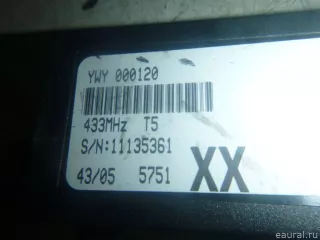 YWY 000120
433MHz T5
S/N:11135361
43/05 5751
XX
© eaural.ru